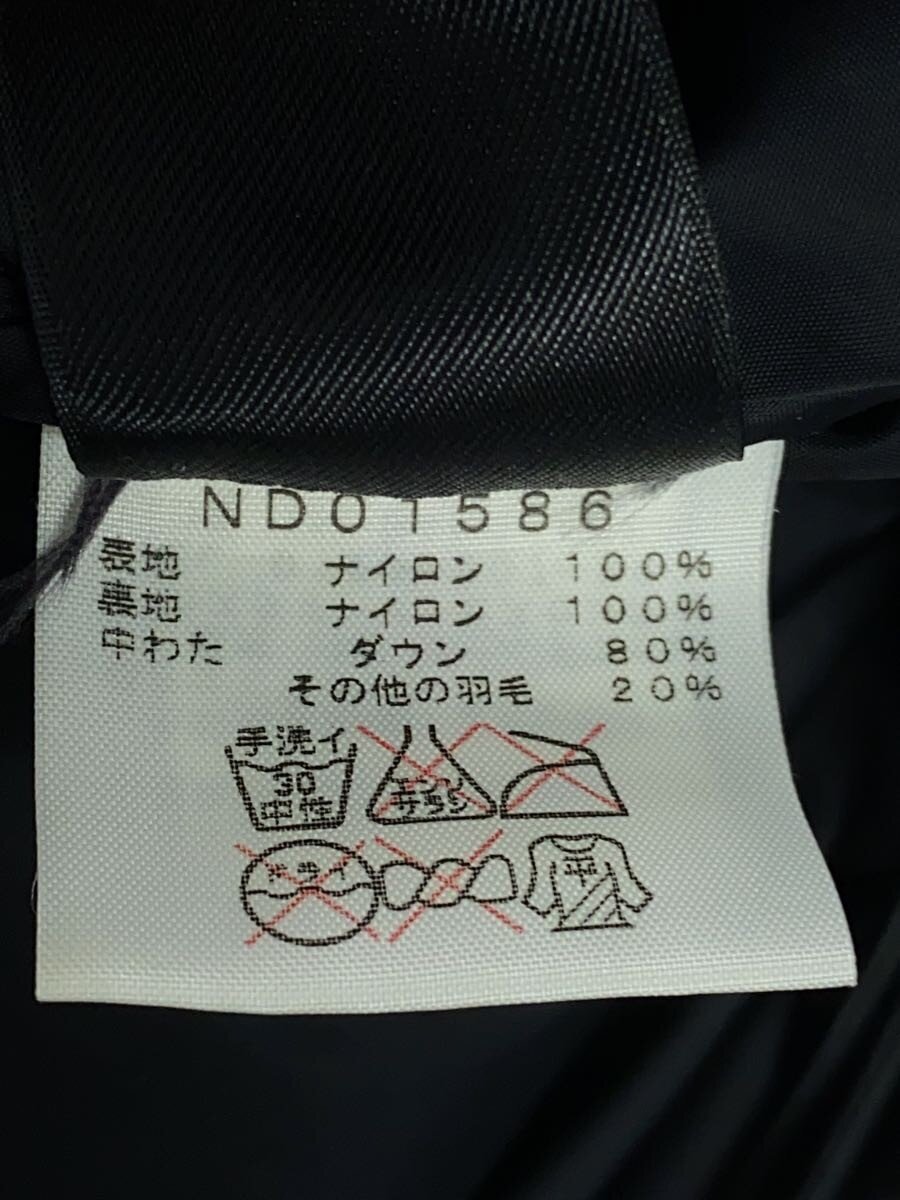 ND01586
表地 ナイロン 100%
裏地 ナイロン 100%
中わた ダウン 80%
その他の羽毛 20%
手洗イ
30
中性
エンソ
サラシ
ドライ
平